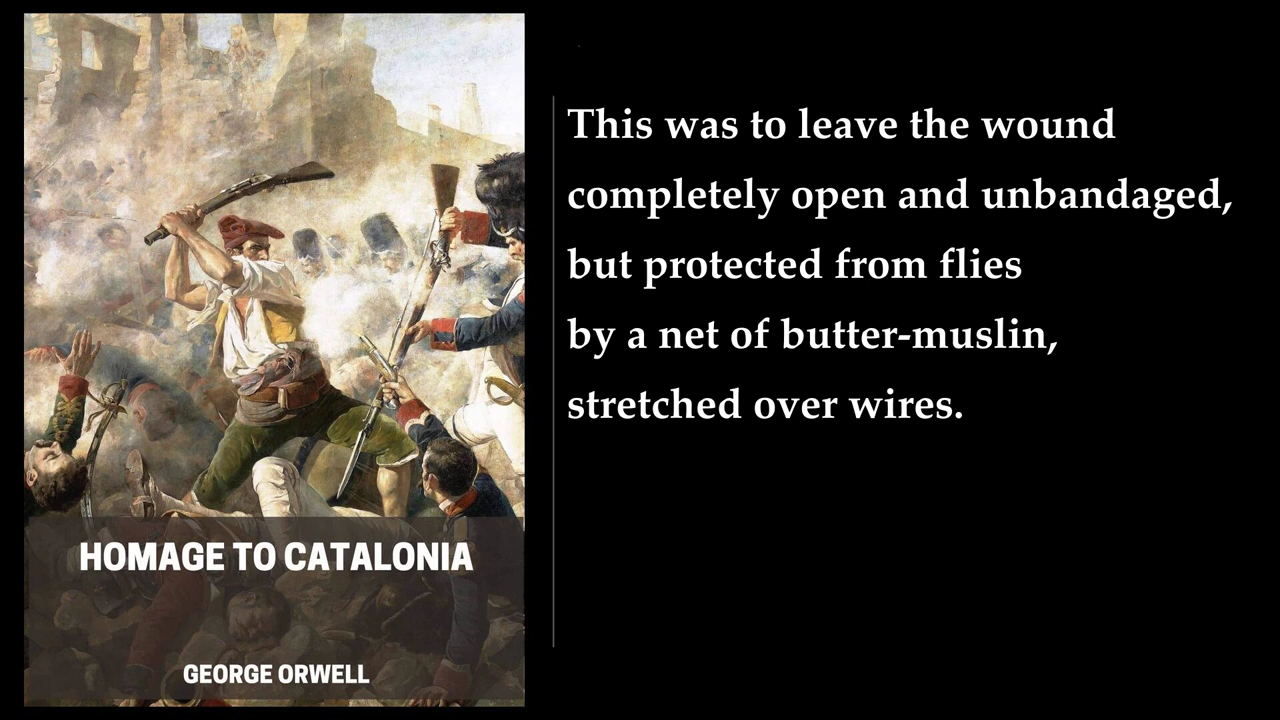 HOMAGE TO CATALONIA
GEORGE ORWELL
This was to leave the wound
completely open and unbandaged,
but protected from flies
by a net of butter-muslin,
stretched over wires.